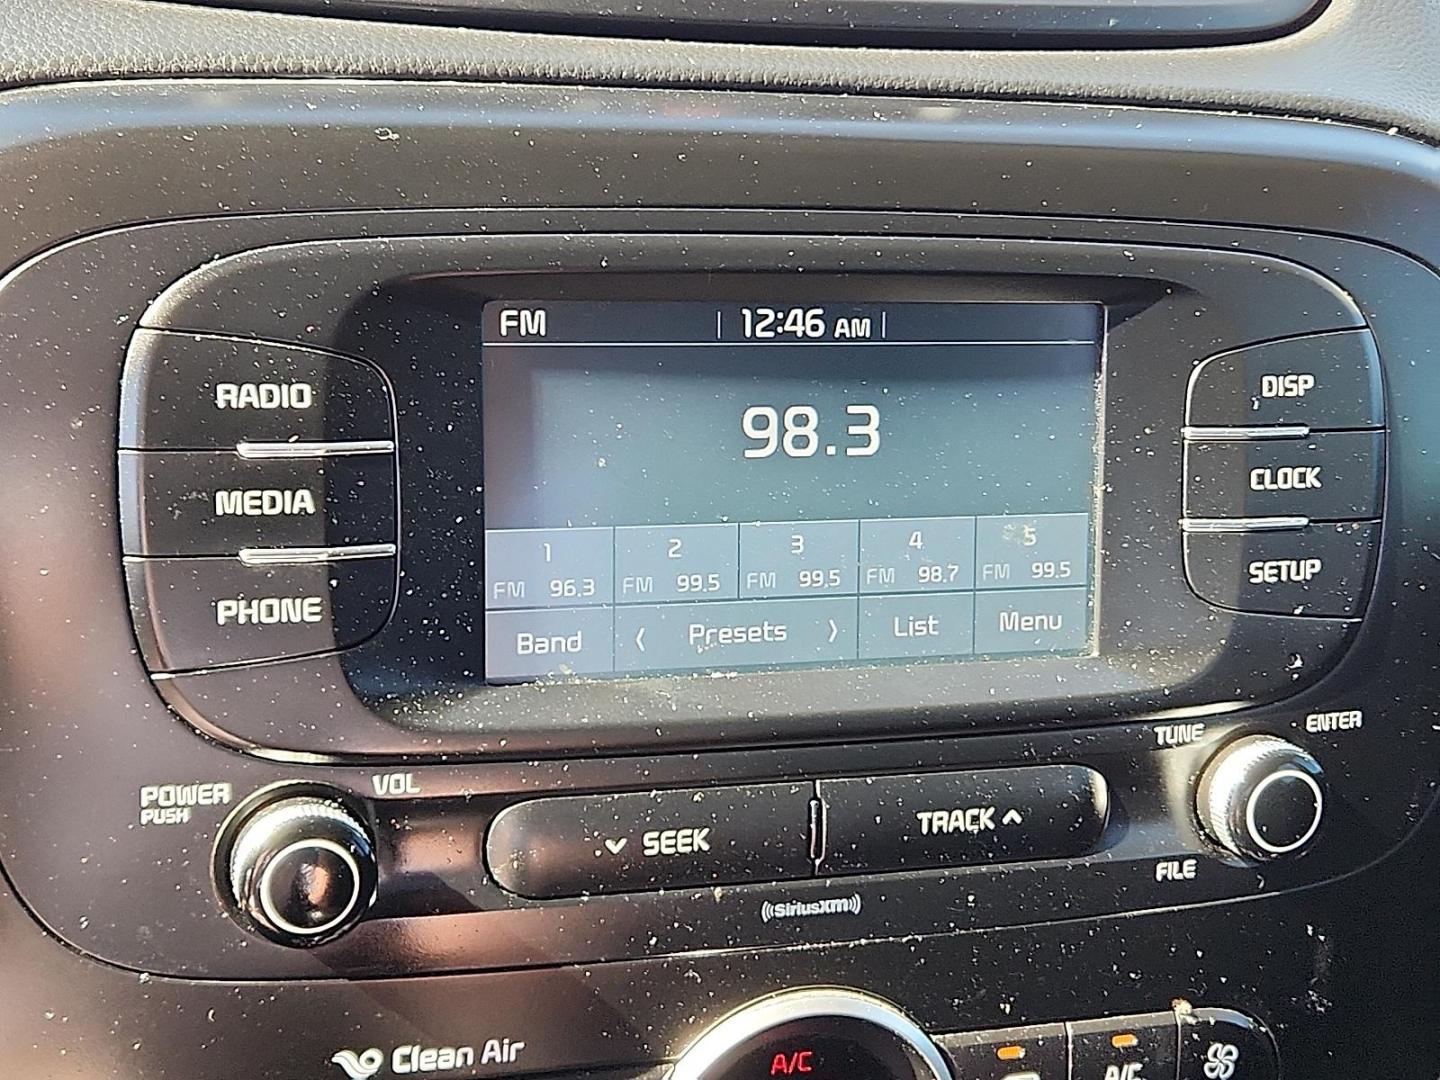 FM 12:46 AM
98.3
1 2 3 4 5
FM 96.3 FM 99.5 FM 99.5 FM 98.7 FM 99.5
Band Presets List Menu
RADIO
MEDIA
PHONE
DISP
CLOCK
SETUP
POWER
PUSH
VOL
SEEK
TRACK
TUNE
ENTER
FILE
SiriusXM
Clean Air
A/C
A/C